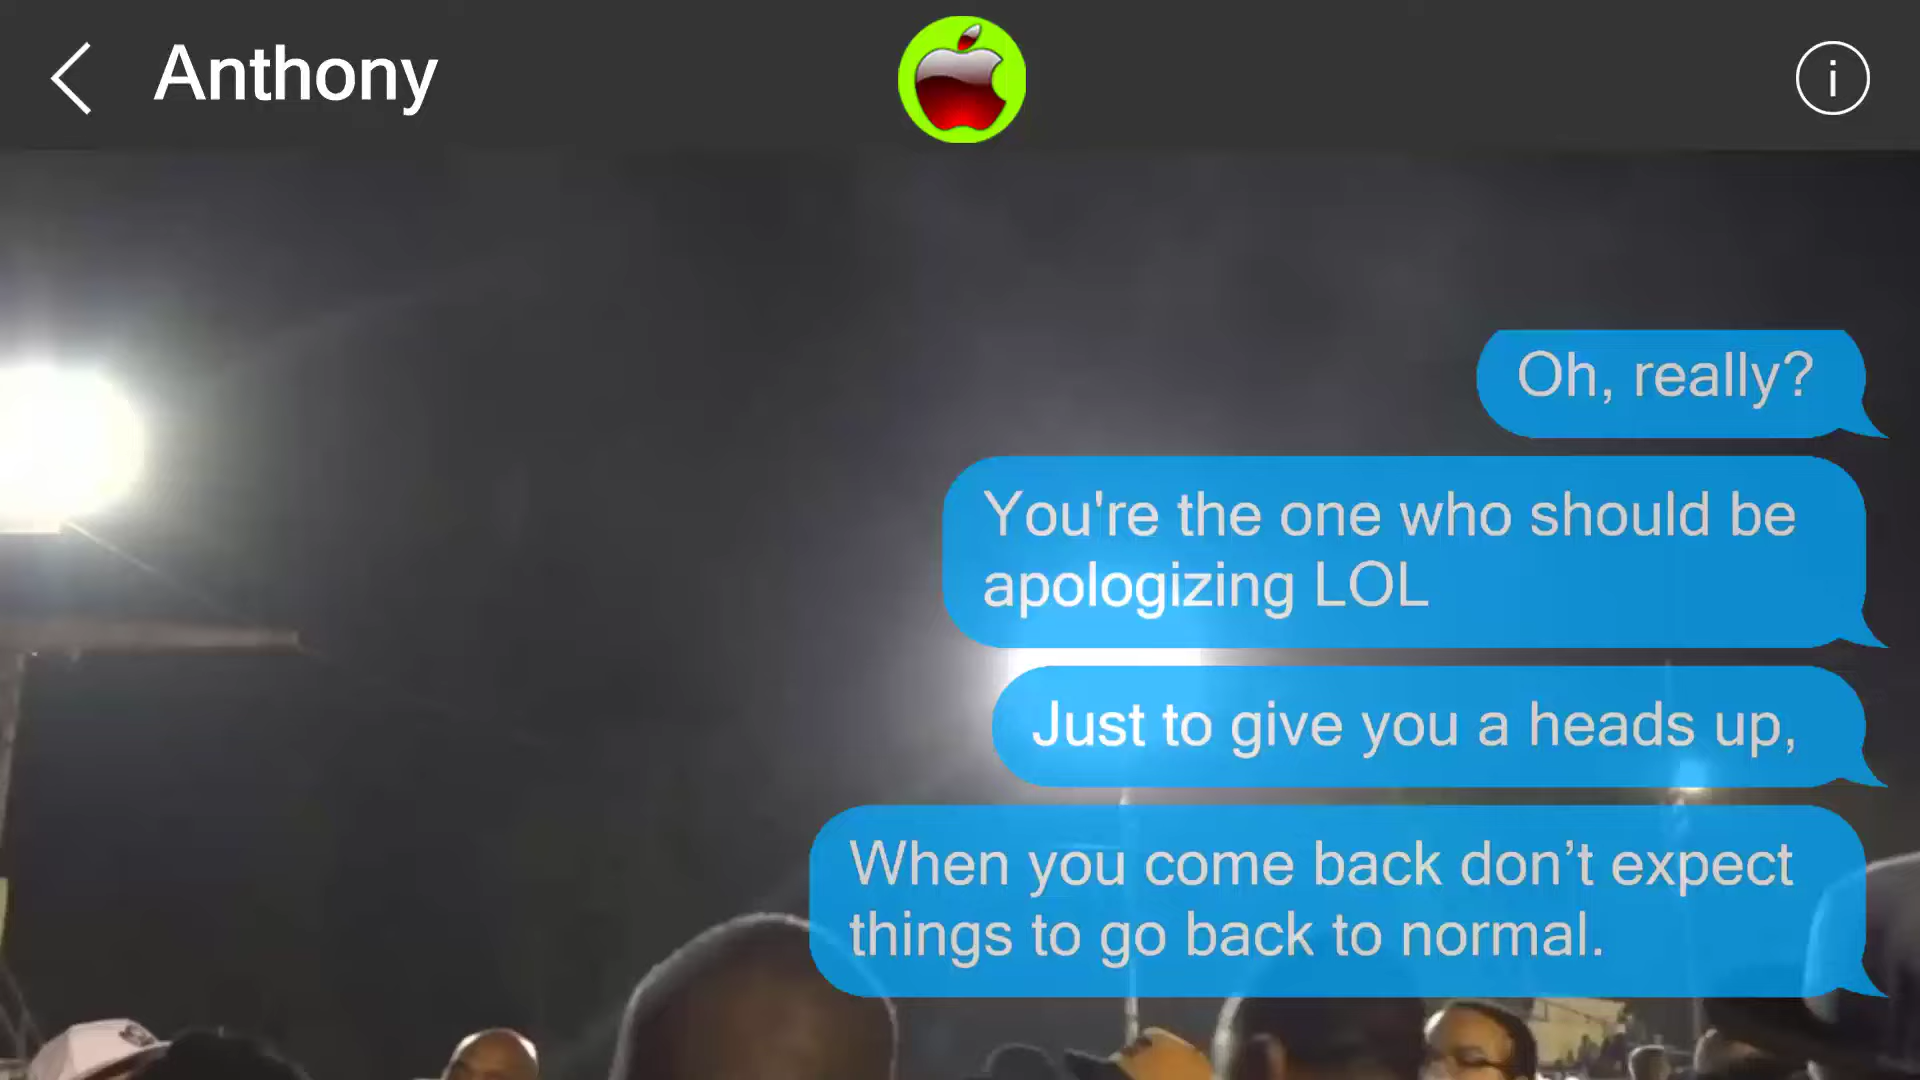 Anthony
Oh, really?
You're the one who should be
apologizing LOL
Just to give you a heads up,
When you come back don’t expect
things to go back to normal.